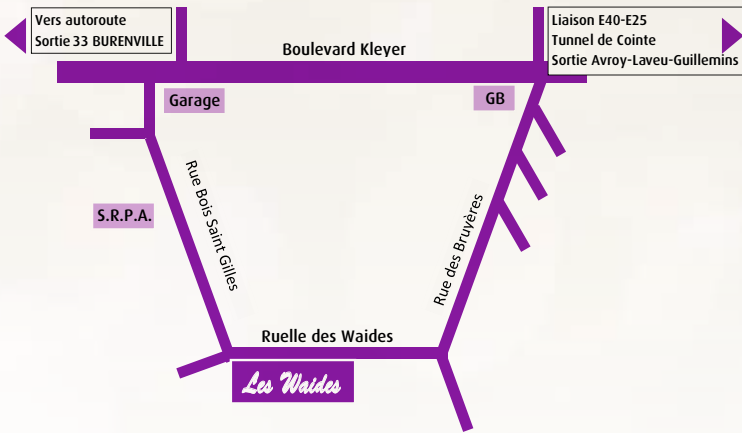 Vers autoroute
Sortie 33 BURENVILLE
Liaison E40-E25
Tunnel de Cointe
Sortie Avroy-Laveu-Guillemins
Boulevard Kleyer
Garage
GB
Rue Bois Saint Gilles
S.R.P.A.
Rue des Bruyères
Ruelle des Waides
Les Waides